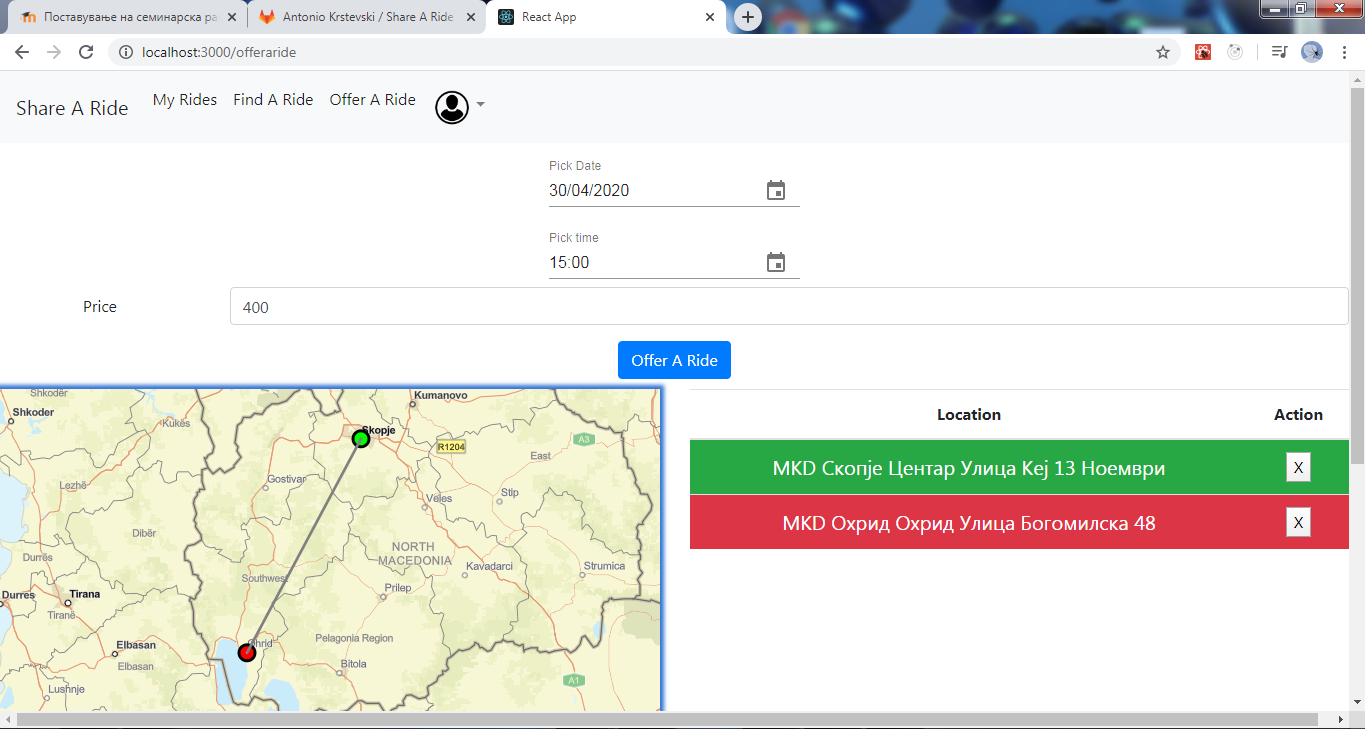 Поставување на семинарска ра
Antonio Krstevski / Share A Ride
React App
localhost:3000/offeraride
Share A Ride
My Rides
Find A Ride
Offer A Ride
Pick Date
30/04/2020
Pick time
15:00
Price
400
Offer A Ride
Location
Action
MKD Скопје Центар Улица Кеј 13 Ноември
X
MKD Охрид Охрид Улица Богомилска 48
X
Shkodër
Shkoder
Kukës
Kumanovo
Skopje
R1204
A3
East
Lezhë
Gostivar
Stip
Veles
Dibër
Durrës
NORTH
MACEDONIA
Kavadarci
Strumica
Southwest
Durres
Tirana
Tiranë
Prilep
Elbasan
Elbasan
Ohrid
Pelagonia Region
Bitola
Lushnje
A1